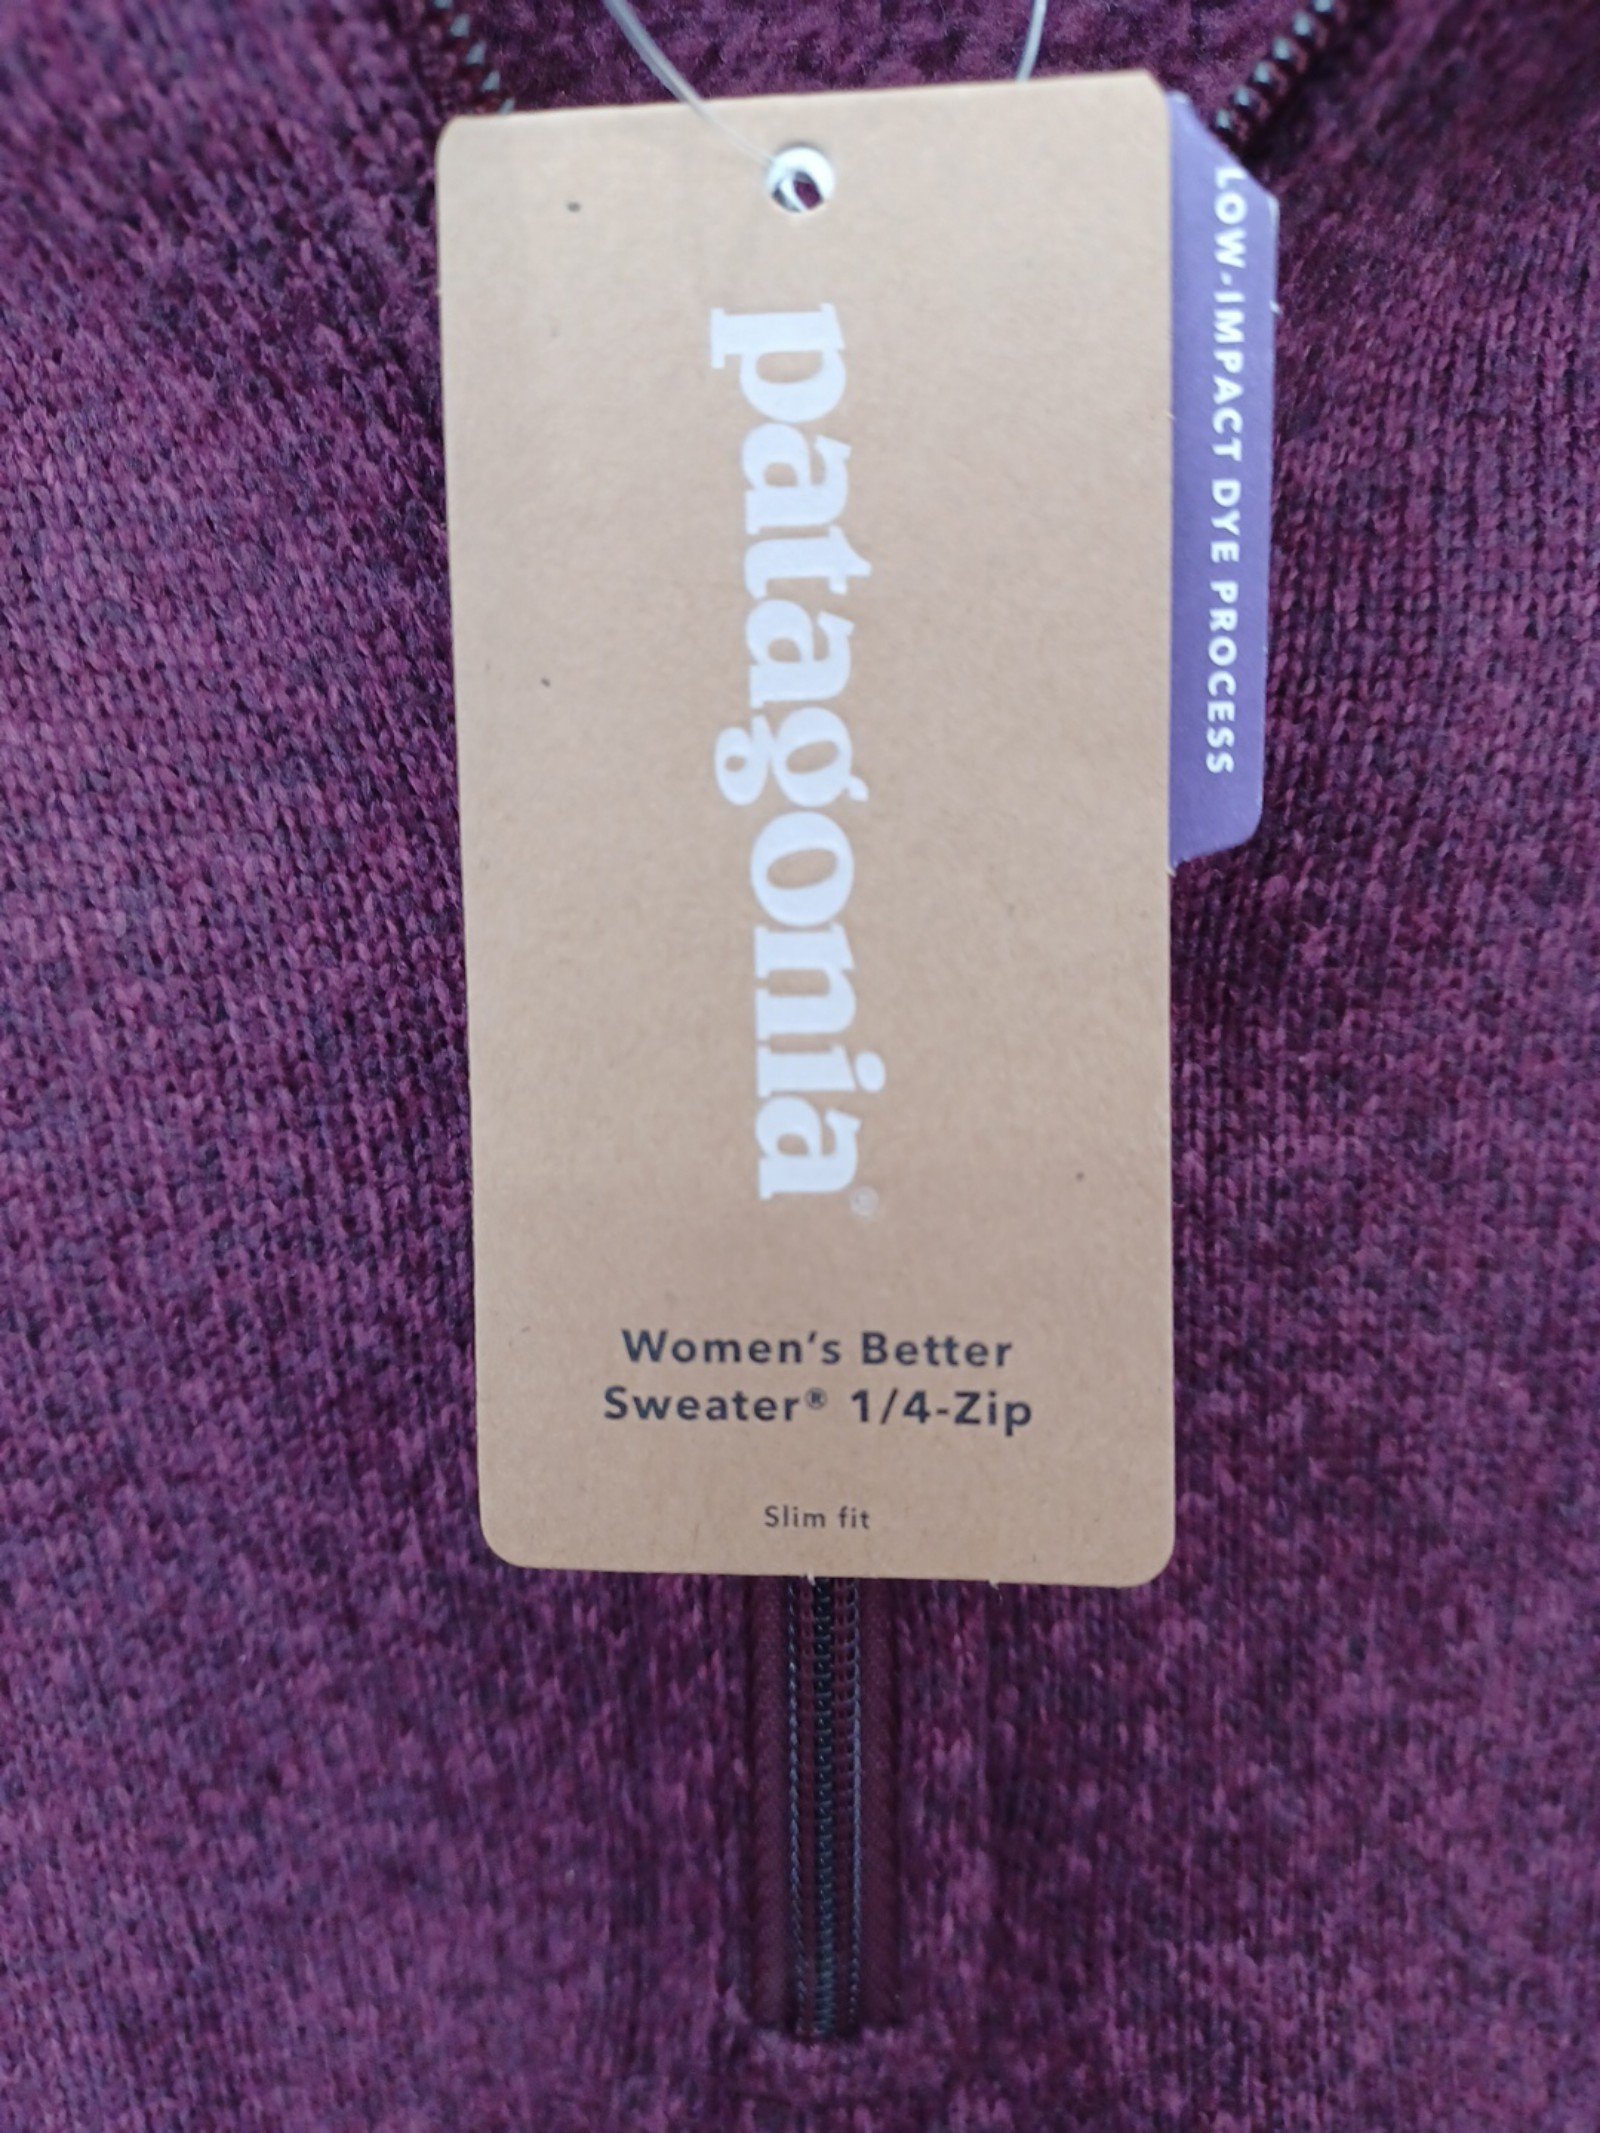 patagonia®
LOW-IMPACT DYE PROCESS
Women's Better
Sweater® 1/4-Zip
Slim fit